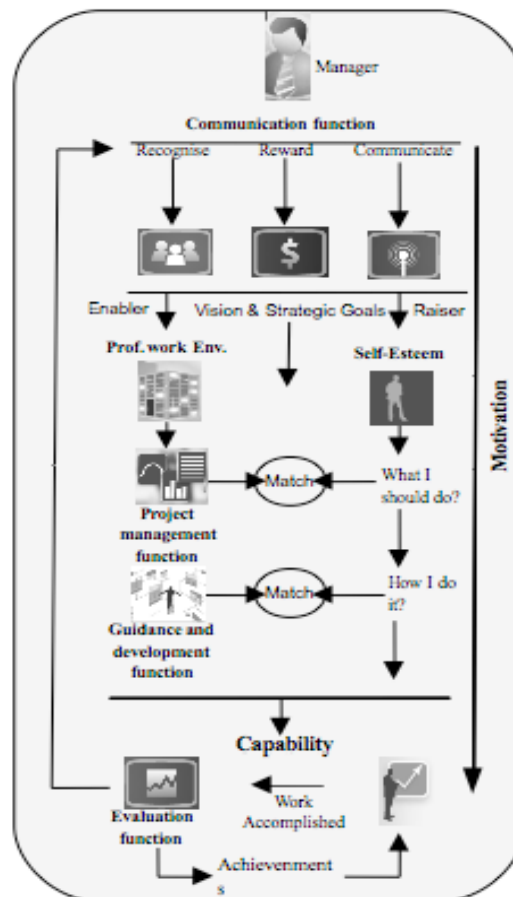 Manager
Communication function
Recognise Reward Communicate
$
Enabler Vision & Strategic Goals Raiser
Prof.work Env. Self-Esteem
Motivation
Match
What I
should do?
Project
management
function
Match
How I do
it?
Guidance and
development
function
Capability
Work
Accomplished
Evaluation
function
Achievenment
s